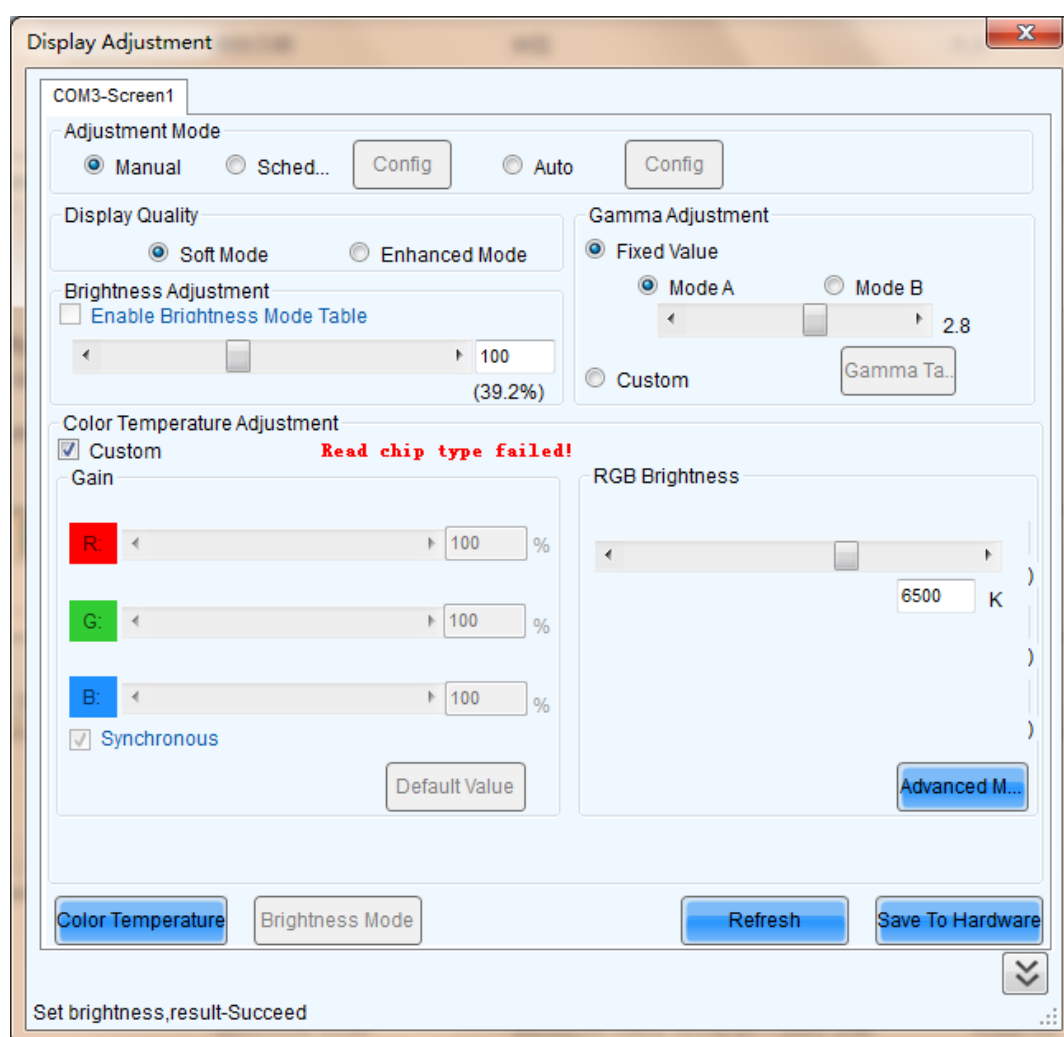 Display Adjustment
COM3-Screen1
Adjustment Mode
Manual Sched... Config Auto Config
Display Quality
Soft Mode Enhanced Mode
Gamma Adjustment
Fixed Value
Mode A Mode B
2.8
Custom Gamma Ta..
Brightness Adjustment
Enable Brightness Mode Table
100
(39.2%)
Color Temperature Adjustment
Custom Read chip type failed!
Gain
R: 100 %
G: 100 %
B: 100 %
Synchronous
Default Value
RGB Brightness
)
6500 K
)
)
Advanced M...
Color Temperature Brightness Mode Refresh Save To Hardware
Set brightness,result-Succeed